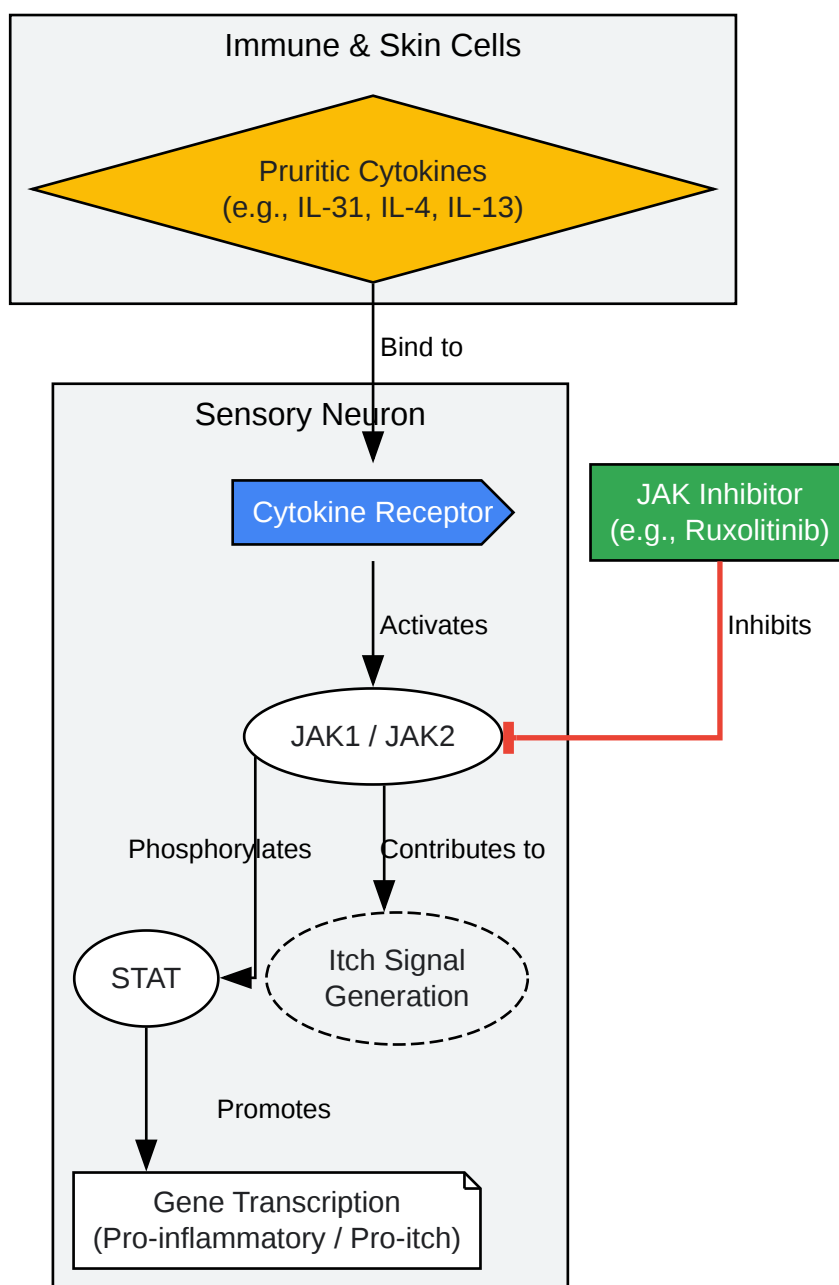 Immune & Skin Cells
Pruritic Cytokines
(e.g., IL-31, IL-4, IL-13)
Bind to
Sensory Neuron
Cytokine Receptor
JAK Inhibitor
(e.g., Ruxolitinib)
Activates
Inhibits
JAK1 / JAK2
Phosphorylates
Contributes to
STAT
Itch Signal
Generation
Promotes
Gene Transcription
(Pro-inflammatory / Pro-itch)